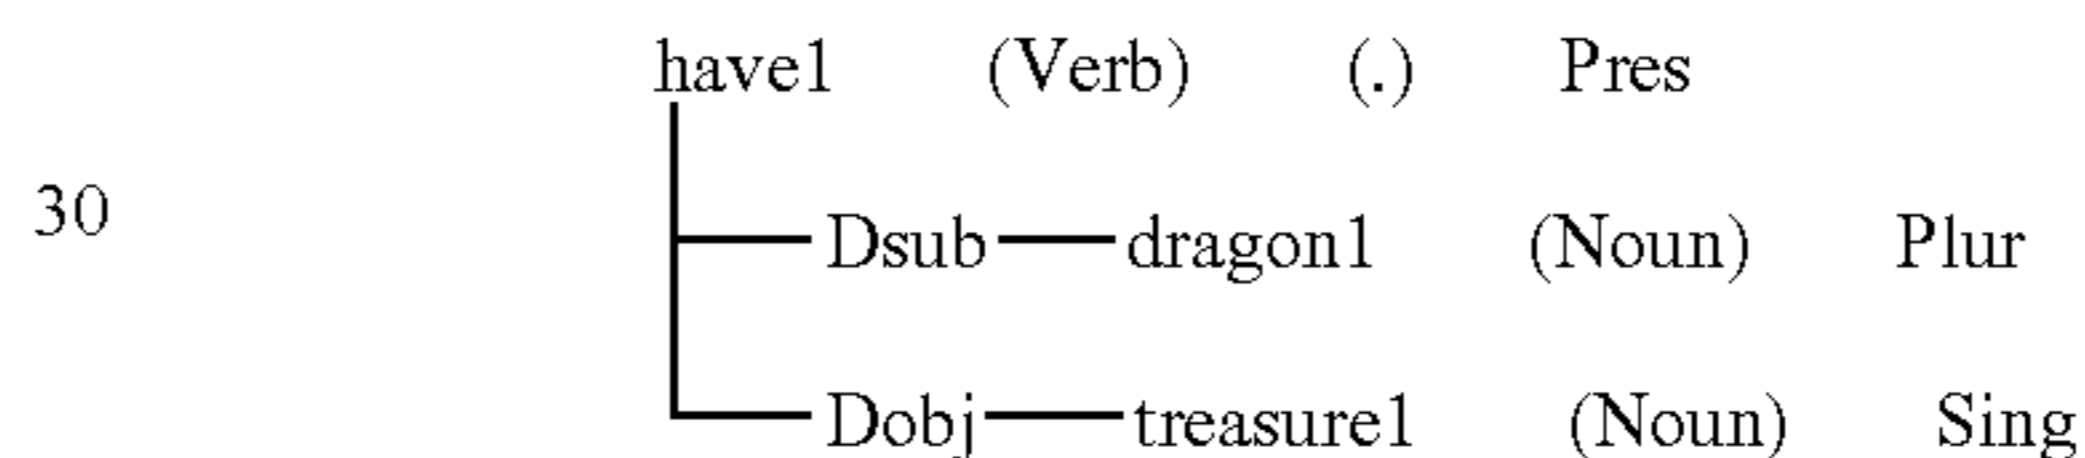 have1 (Verb) (.) Pres
30
Dsub dragon1 (Noun) Plur
Dobj treasure1 (Noun) Sing